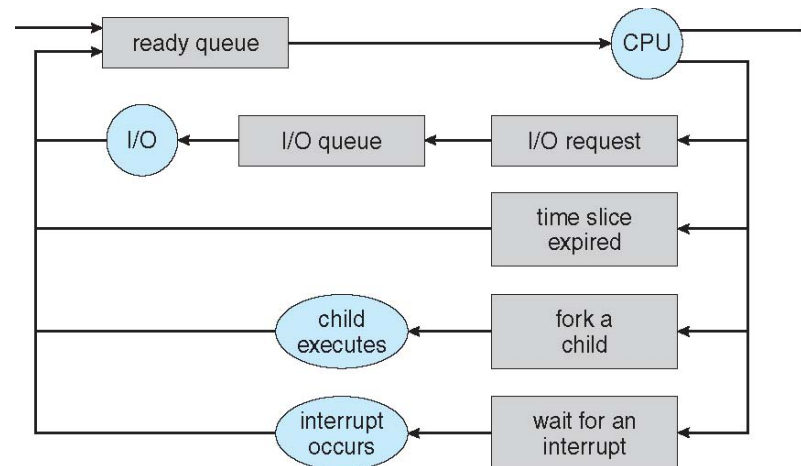 ready queue
CPU
I/O
I/O queue
I/O request
time slice
expired
child
executes
fork a
child
interrupt
occurs
wait for an
interrupt